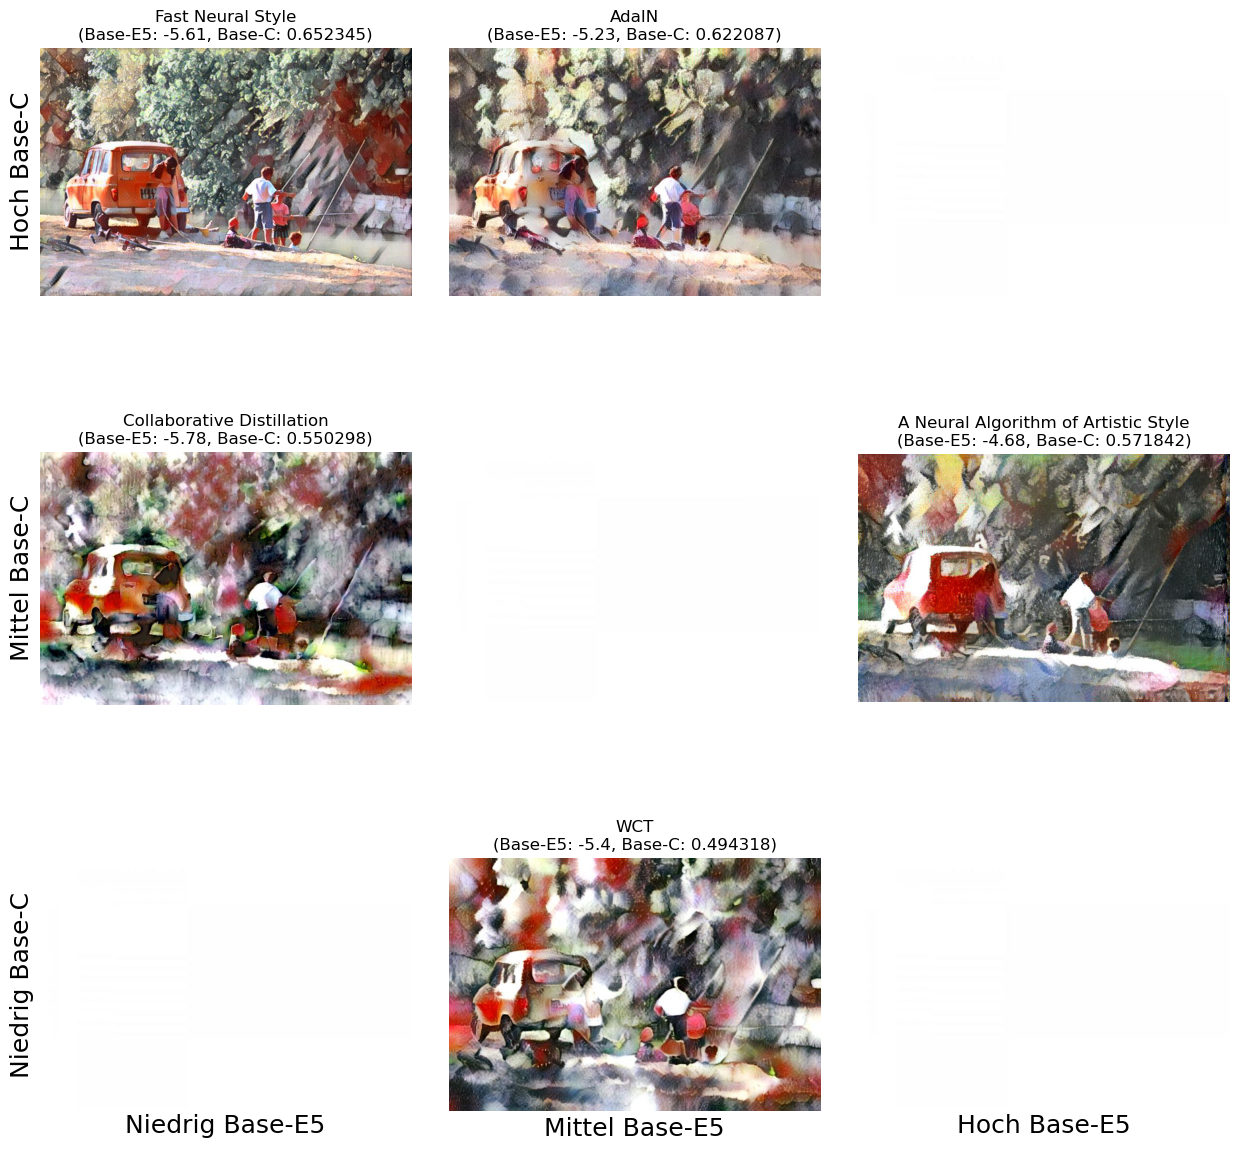 Fast Neural Style
(Base-E5: -5.61, Base-C: 0.652345)
AdaIN
(Base-E5: -5.23, Base-C: 0.622087)
Hoch Base-C
Collaborative Distillation
(Base-E5: -5.78, Base-C: 0.550298)
A Neural Algorithm of Artistic Style
(Base-E5: -4.68, Base-C: 0.571842)
Mittel Base-C
WCT
(Base-E5: -5.4, Base-C: 0.494318)
Niedrig Base-C
Niedrig Base-E5
Mittel Base-E5
Hoch Base-E5